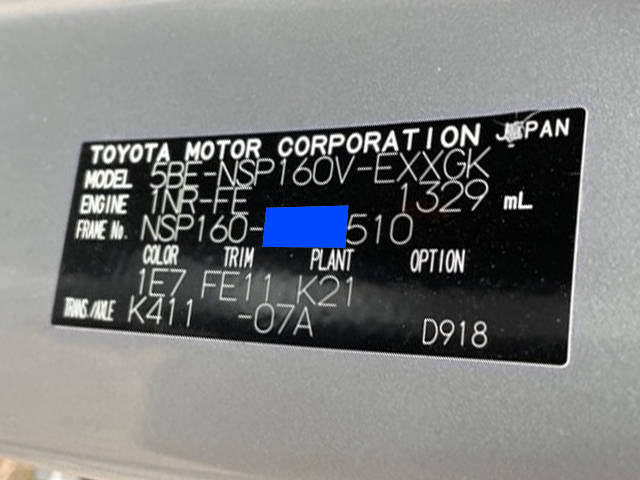 TOYOTA MOTOR CORPORATION JAPAN
MODEL 5BE-NSP160V-EXXGK
ENGINE 1NR-FE 1329 mL
FRAME No. NSP160- 510
COLOR TRIM PLANT OPTION
1E7 FE11 K21
TRANS./AXLE K411 -07A D918